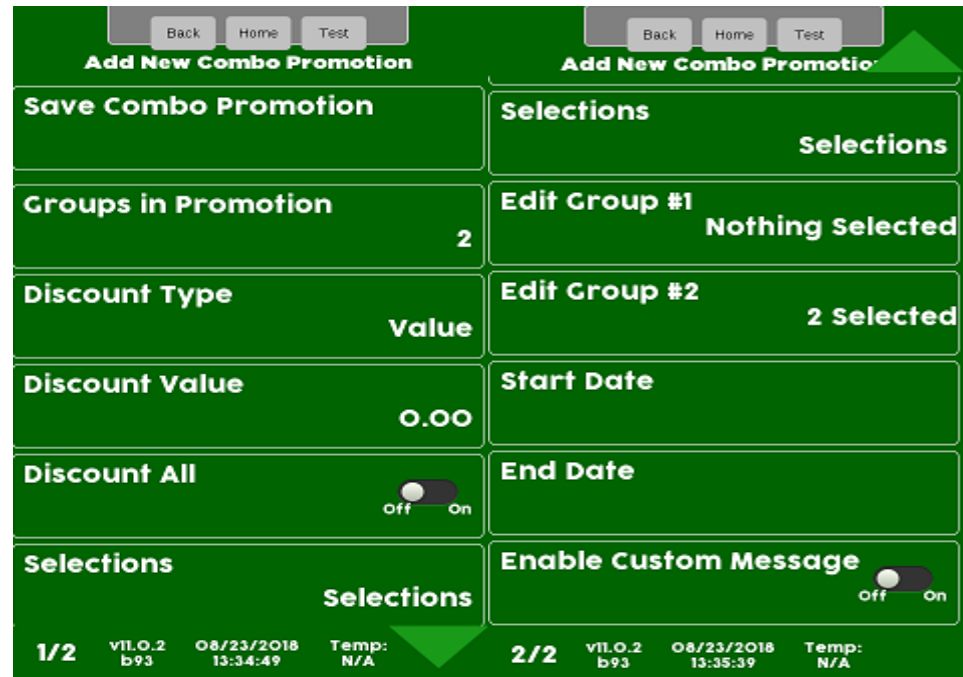 Back Home Test
Add New Combo Promotion
Save Combo Promotion
Groups in Promotion
2
Discount Type
Value
Discount Value
0.00
Discount All
Off On
Selections
Selections
1/2 v11.0.2 b93 08/23/2018 13:34:49 Temp: N/A
Back Home Test
Add New Combo Promotio
Selections
Selections
Edit Group #1
Nothing Selected
Edit Group #2
2 Selected
Start Date
End Date
Enable Custom Message
Off On
2/2 v11.0.2 b93 08/23/2018 13:35:39 Temp: N/A